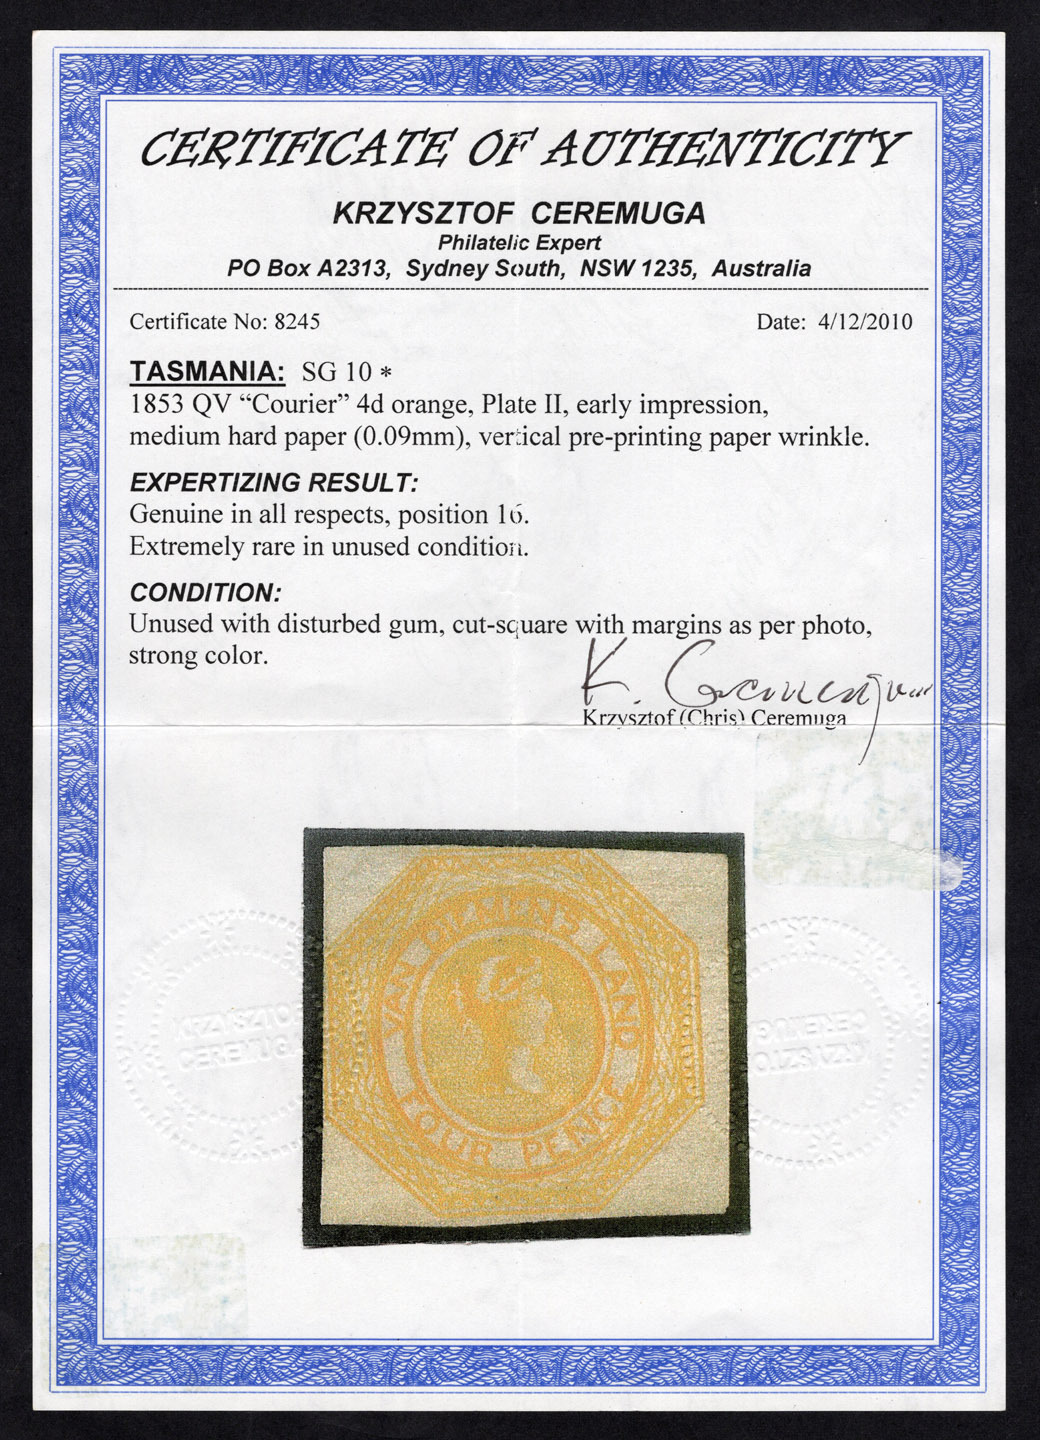 CERTIFICATE OF AUTHENTICITY
KRZYSZTOF CEREMUGA
Philatelic Expert
PO Box A2313, Sydney South, NSW 1235, Australia
Certificate No: 8245
Date: 4/12/2010
TASMANIA: SG 10 *
1853 QV “Courier” 4d orange, Plate II, early impression,
medium hard paper (0.09mm), vertical pre-printing paper wrinkle.
EXPERTIZING RESULT:
Genuine in all respects, position 16.
Extremely rare in unused condition.
CONDITION:
Unused with disturbed gum, cut-square with margins as per photo,
strong color.
K. Ceremuga
Krzysztof (Chris) Ceremuga
VAN DIEMENS LAND
FOUR PENCE
KRZYSZTOF
CEREMUGA